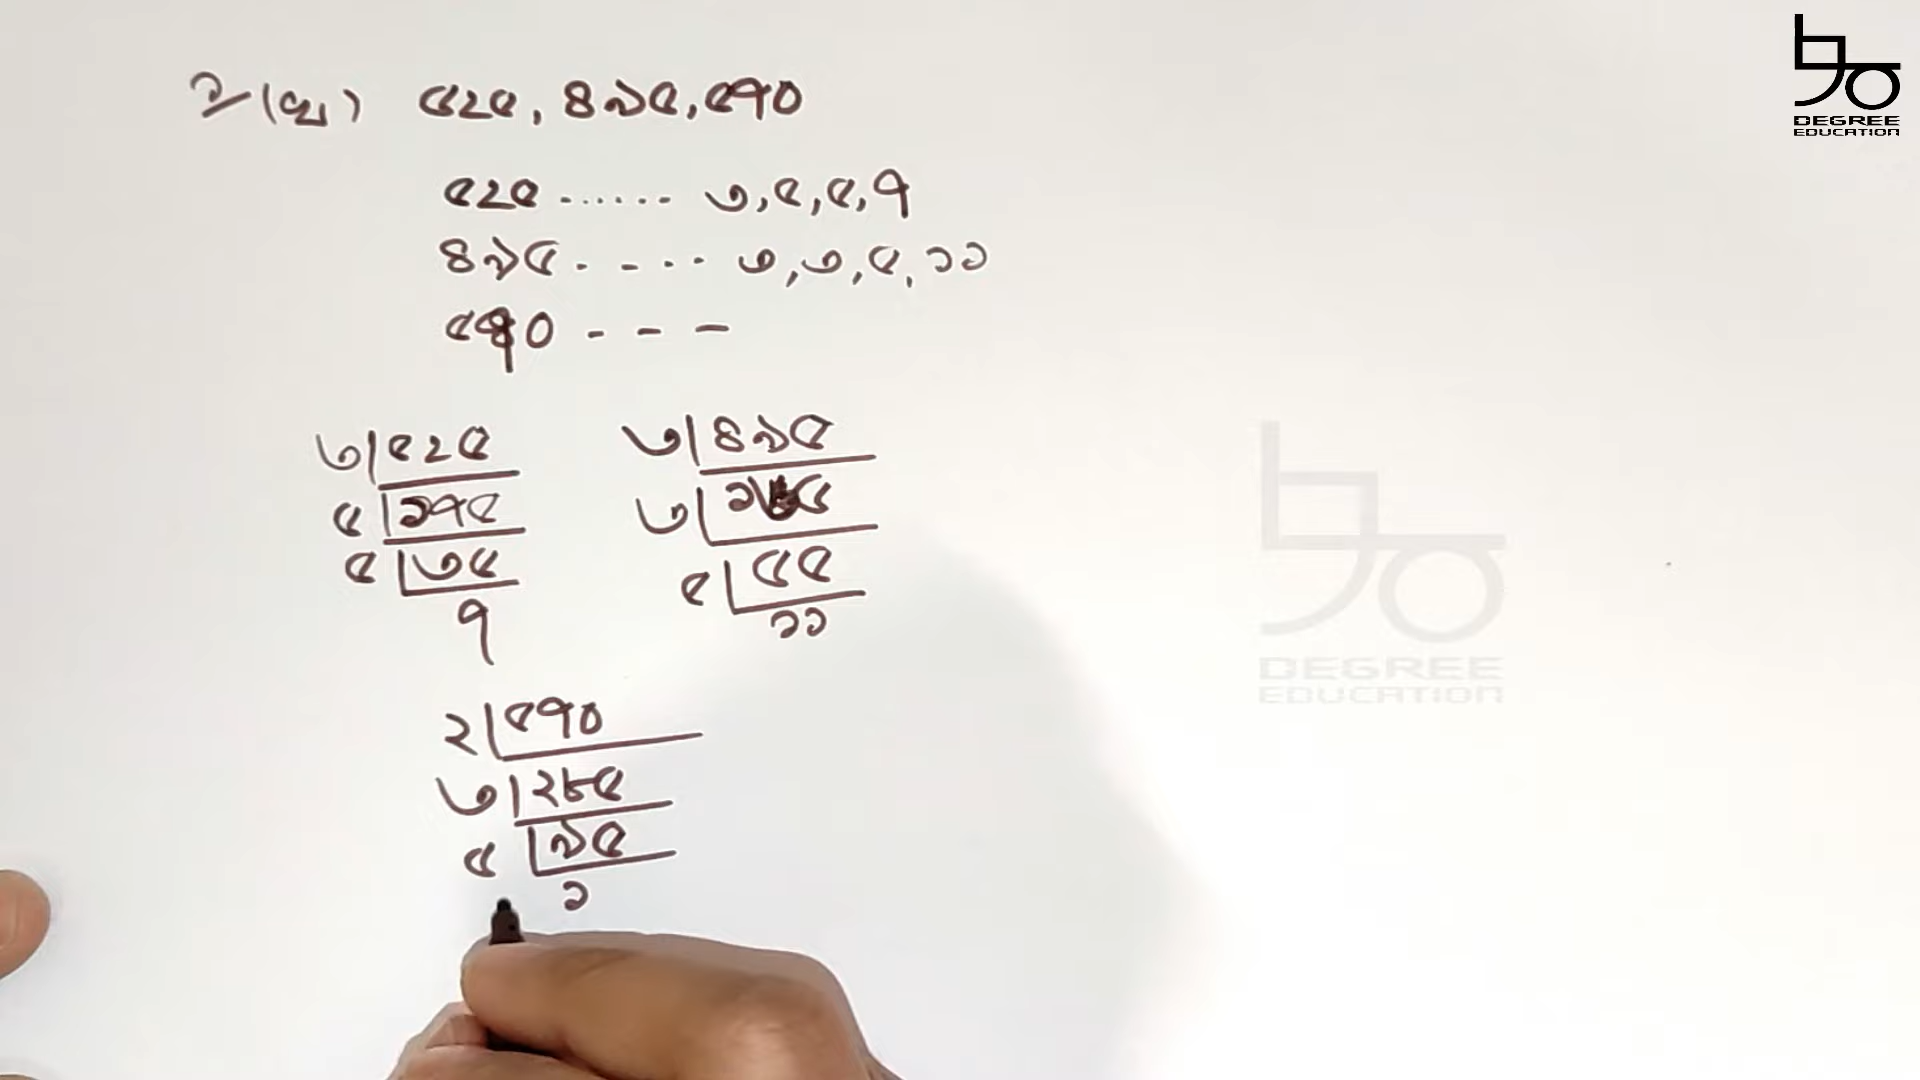 ২(ঘ) ৫২৫, ৪৯৫, ৫৭০
৫২৫ ...... ৩, ৫, ৫, ৭
৪৯৫ .--.. ৩, ৩, ৫, ১১
৫৭০ - - -
৩|৫২৫
৫|১৭৫
৫|৩৫
৭
৩|৪৯৫
৩|১৬৫
৫|৫৫
১১
২|৫৭০
৩|২৮৫
৫|৯৫
১
DEGREE
EDUCATION
DEGREE
EDUCATION